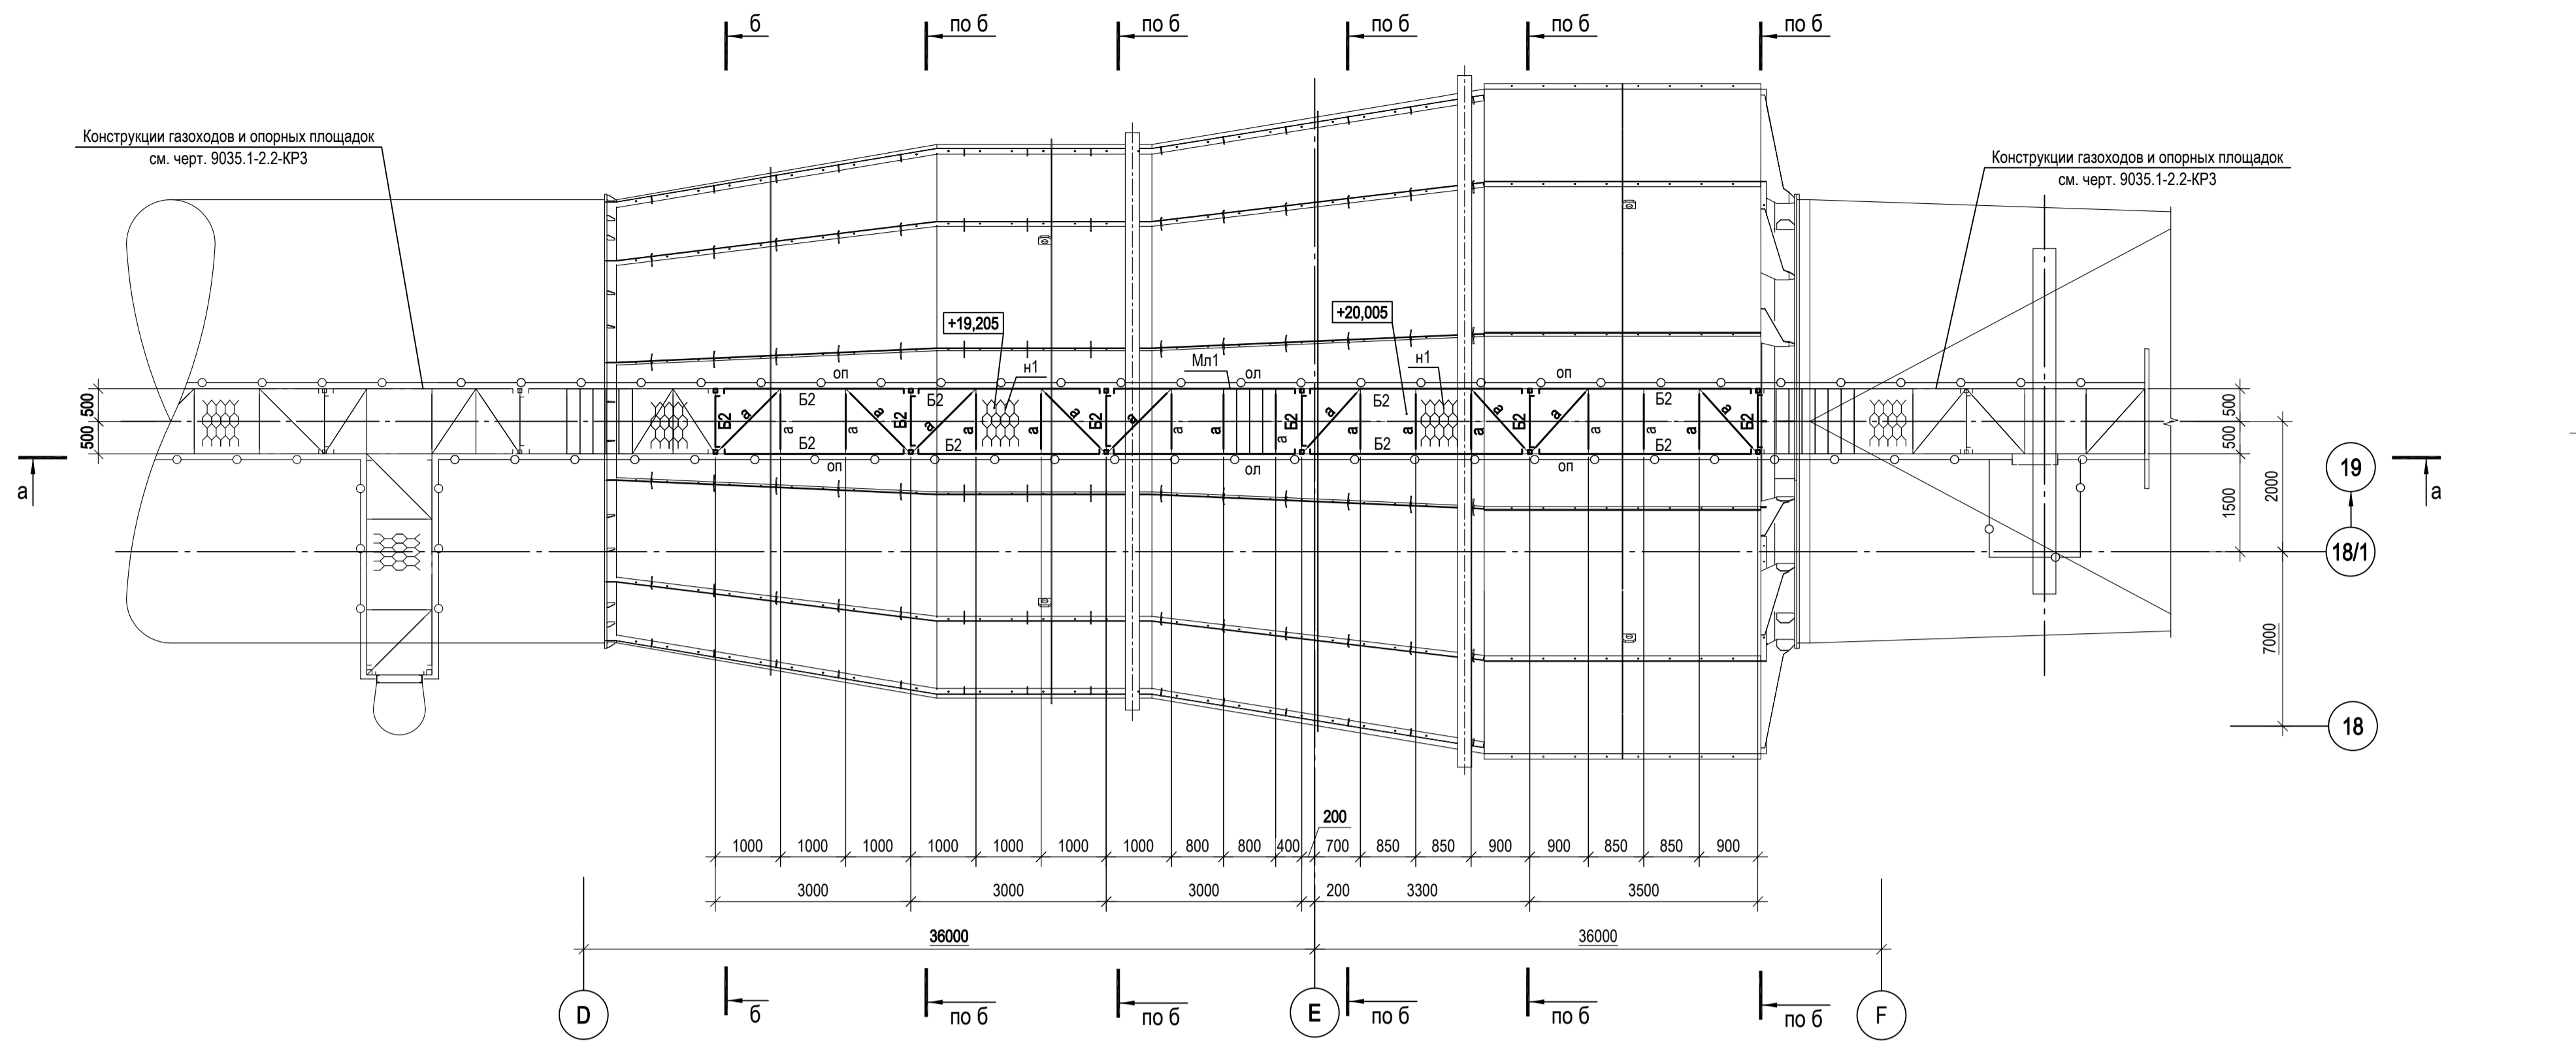 б
по б
по б
по б
по б
по б
Конструкции газоходов и опорных площадок
см. черт. 9035.1-2.2-КР3
Конструкции газоходов и опорных площадок
см. черт. 9035.1-2.2-КР3
+19,205
+20,005
н1
Мл1
н1
оп
ол
оп
500
500
Б2
а
Б2
Б2
а
а
а
Б2
Б2
а
Б2
а
а
Б2
Б2
а
а
а
а
Б2
а
Б2
Б2
а
а
а
а
Б2
а
а
Б2
Б2
а
а
Б2
оп
ол
оп
500
500
1500
2000
7000
19
18/1
18
а
а
200
1000
1000
1000
1000
1000
1000
1000
800
800
400
700
850
850
900
900
850
850
900
3000
3000
3000
200
3300
3500
36000
36000
D
E
F
б
по б
по б
по б
по б
по б